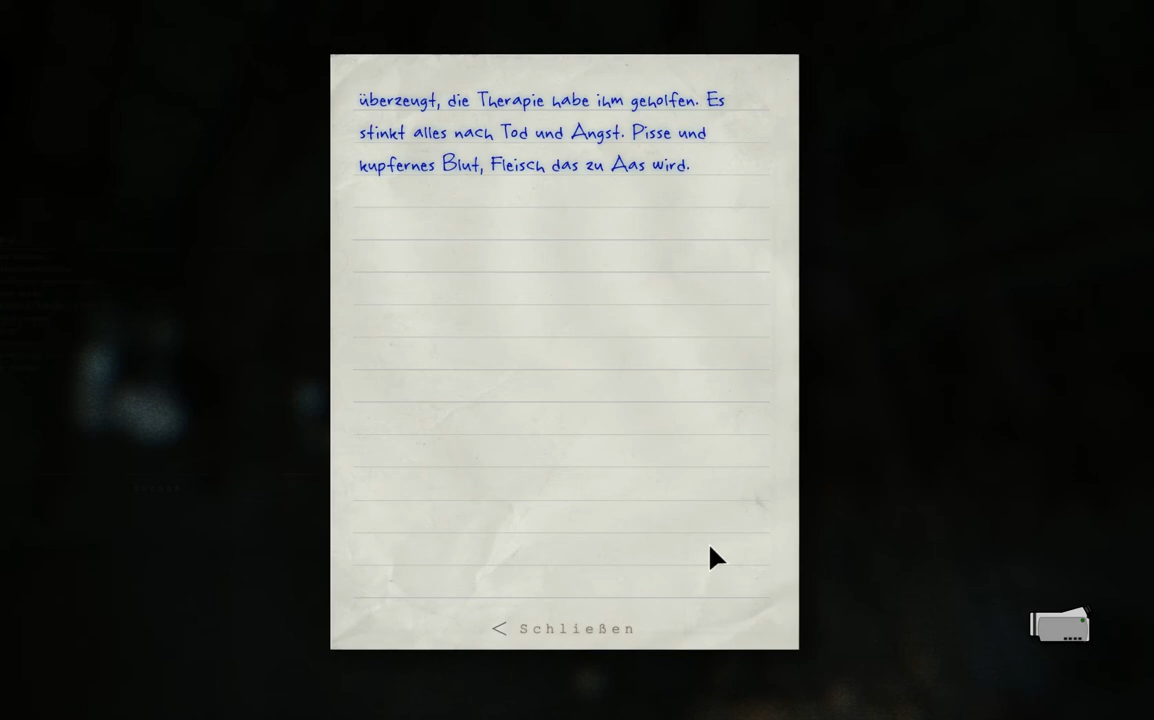 überzeugt, die Therapie habe ihm geholfen. Es
stinkt alles nach Tod und Angst. Pisse und
kupfernes Blut, Fleisch das zu Aas wird.
< Schließen